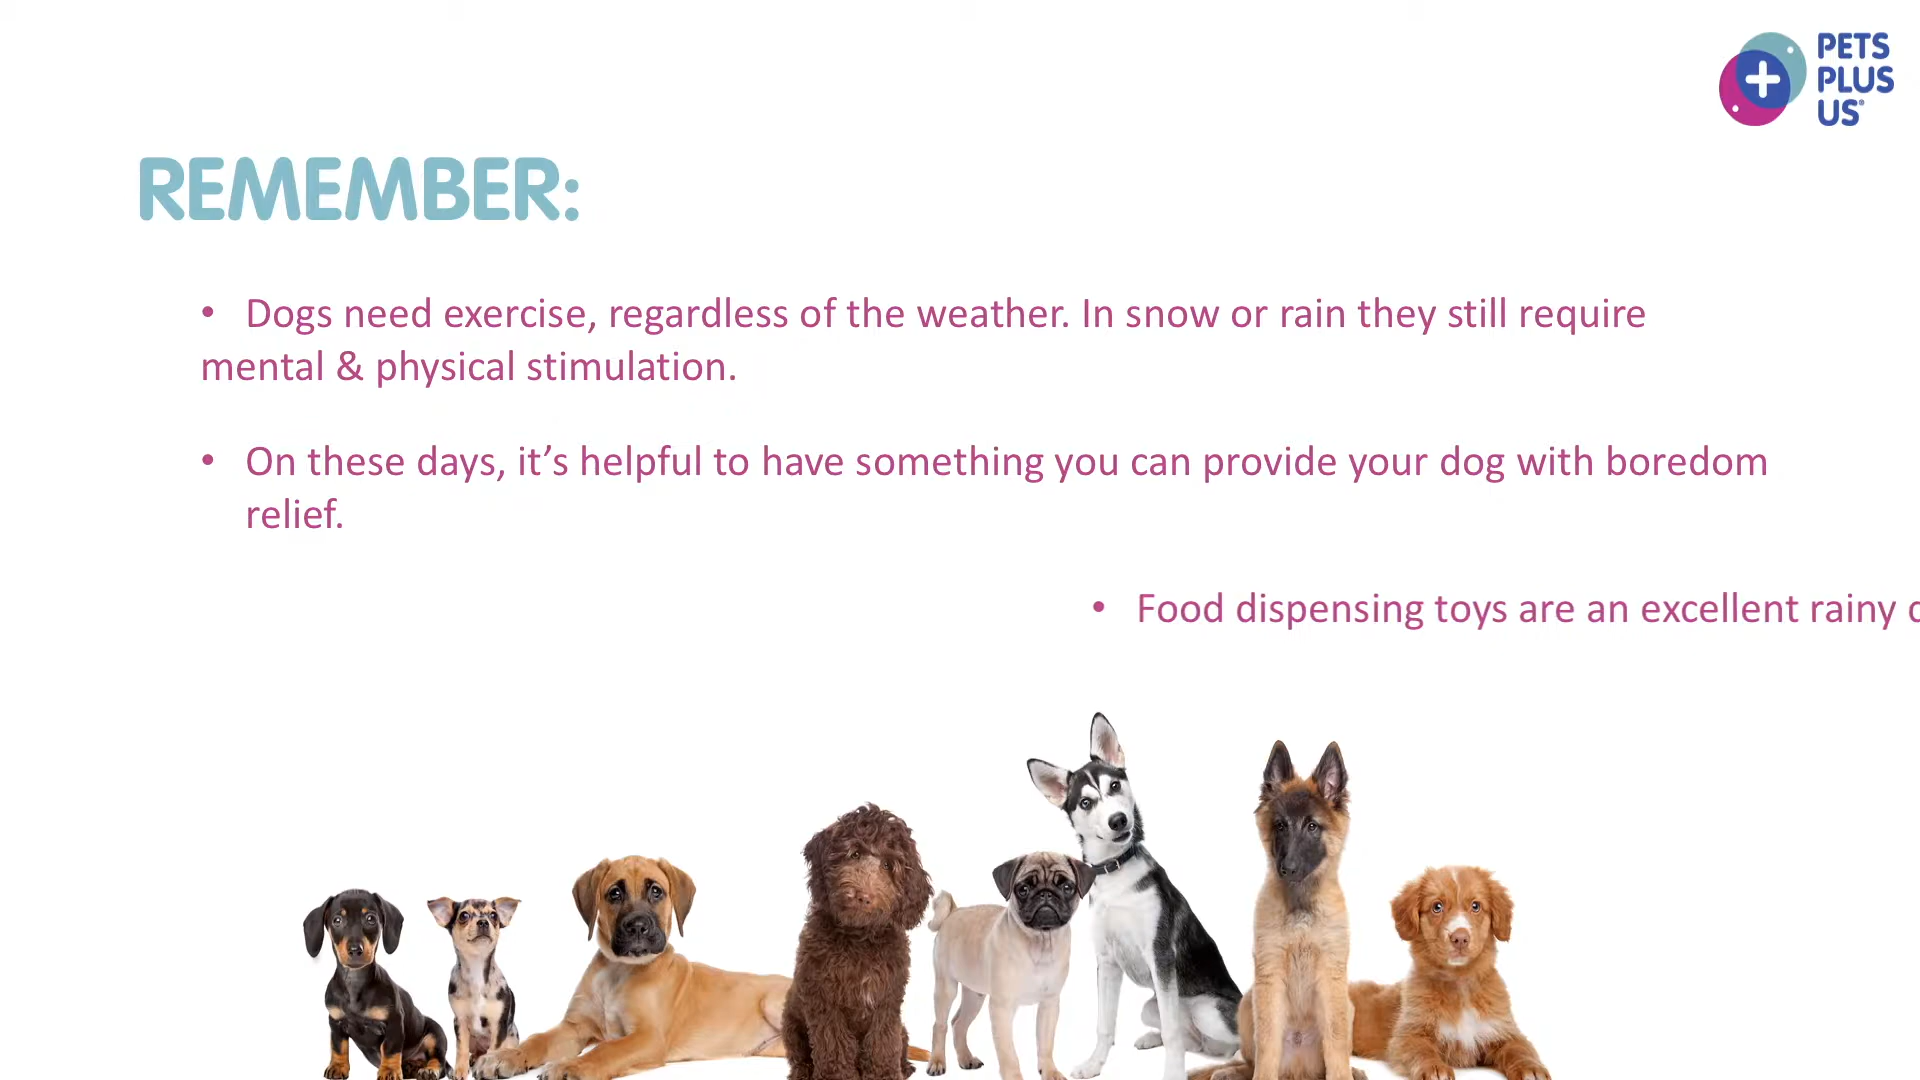 PETS
PLUS
US®
REMEMBER:
• Dogs need exercise, regardless of the weather. In snow or rain they still require
mental & physical stimulation.
• On these days, it’s helpful to have something you can provide your dog with boredom
relief.
• Food dispensing toys are an excellent rainy